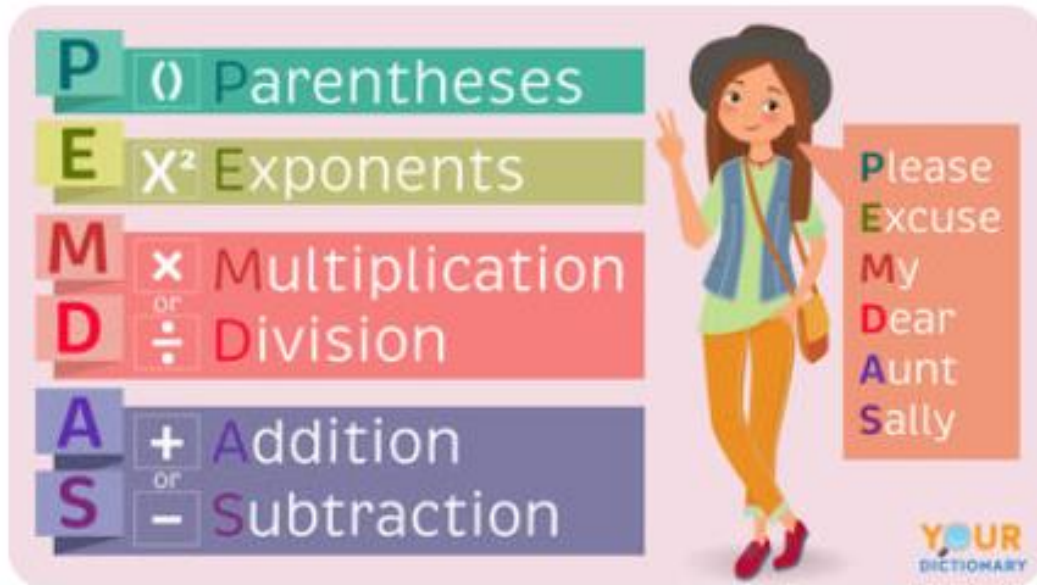 P () Parentheses
E X² Exponents
M × Multiplication
or
D ÷ Division
A + Addition
or
S − Subtraction
Please
Excuse
My
Dear
Aunt
Sally
YOUR
DICTIONARY